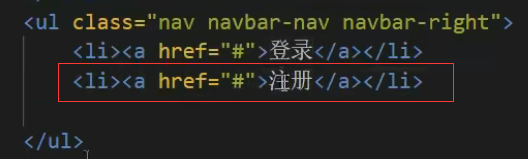 <ul class="nav navbar-nav navbar-right">
<li><a href="#">登录</a></li>
<li><a href="#">注册</a></li>
</ul>